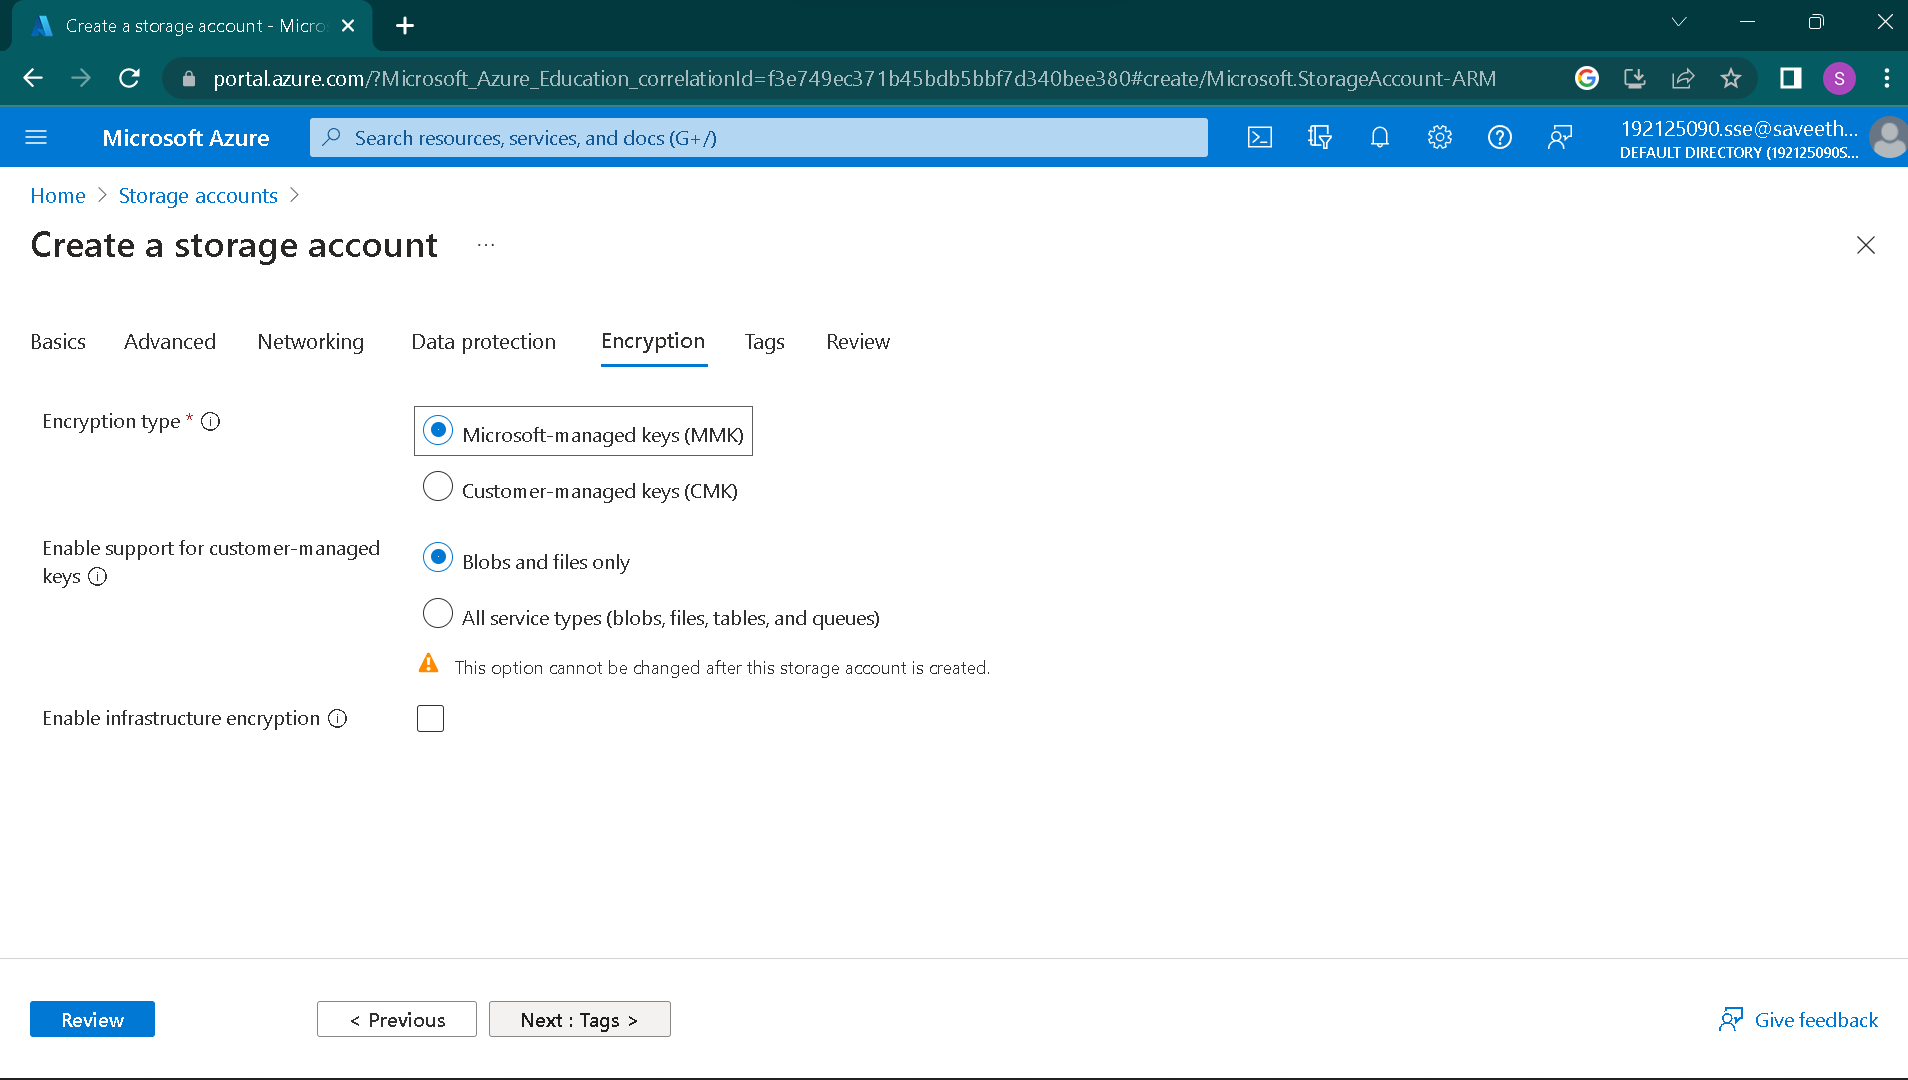 Create a storage account - Micro
portal.azure.com/?Microsoft_Azure_Education_correlationId=f3e749ec371b45bdb5bbf7d340bee380#create/Microsoft.StorageAccount-ARM
S
Microsoft Azure
Search resources, services, and docs (G+/)
192125090.sse@saveeth...
DEFAULT DIRECTORY (192125090S...
Home > Storage accounts >
Create a storage account ...
Basics Advanced Networking Data protection Encryption Tags Review
Encryption type *
Microsoft-managed keys (MMK)
Customer-managed keys (CMK)
Enable support for customer-managed
keys
Blobs and files only
All service types (blobs, files, tables, and queues)
This option cannot be changed after this storage account is created.
Enable infrastructure encryption
Review
< Previous
Next : Tags >
Give feedback